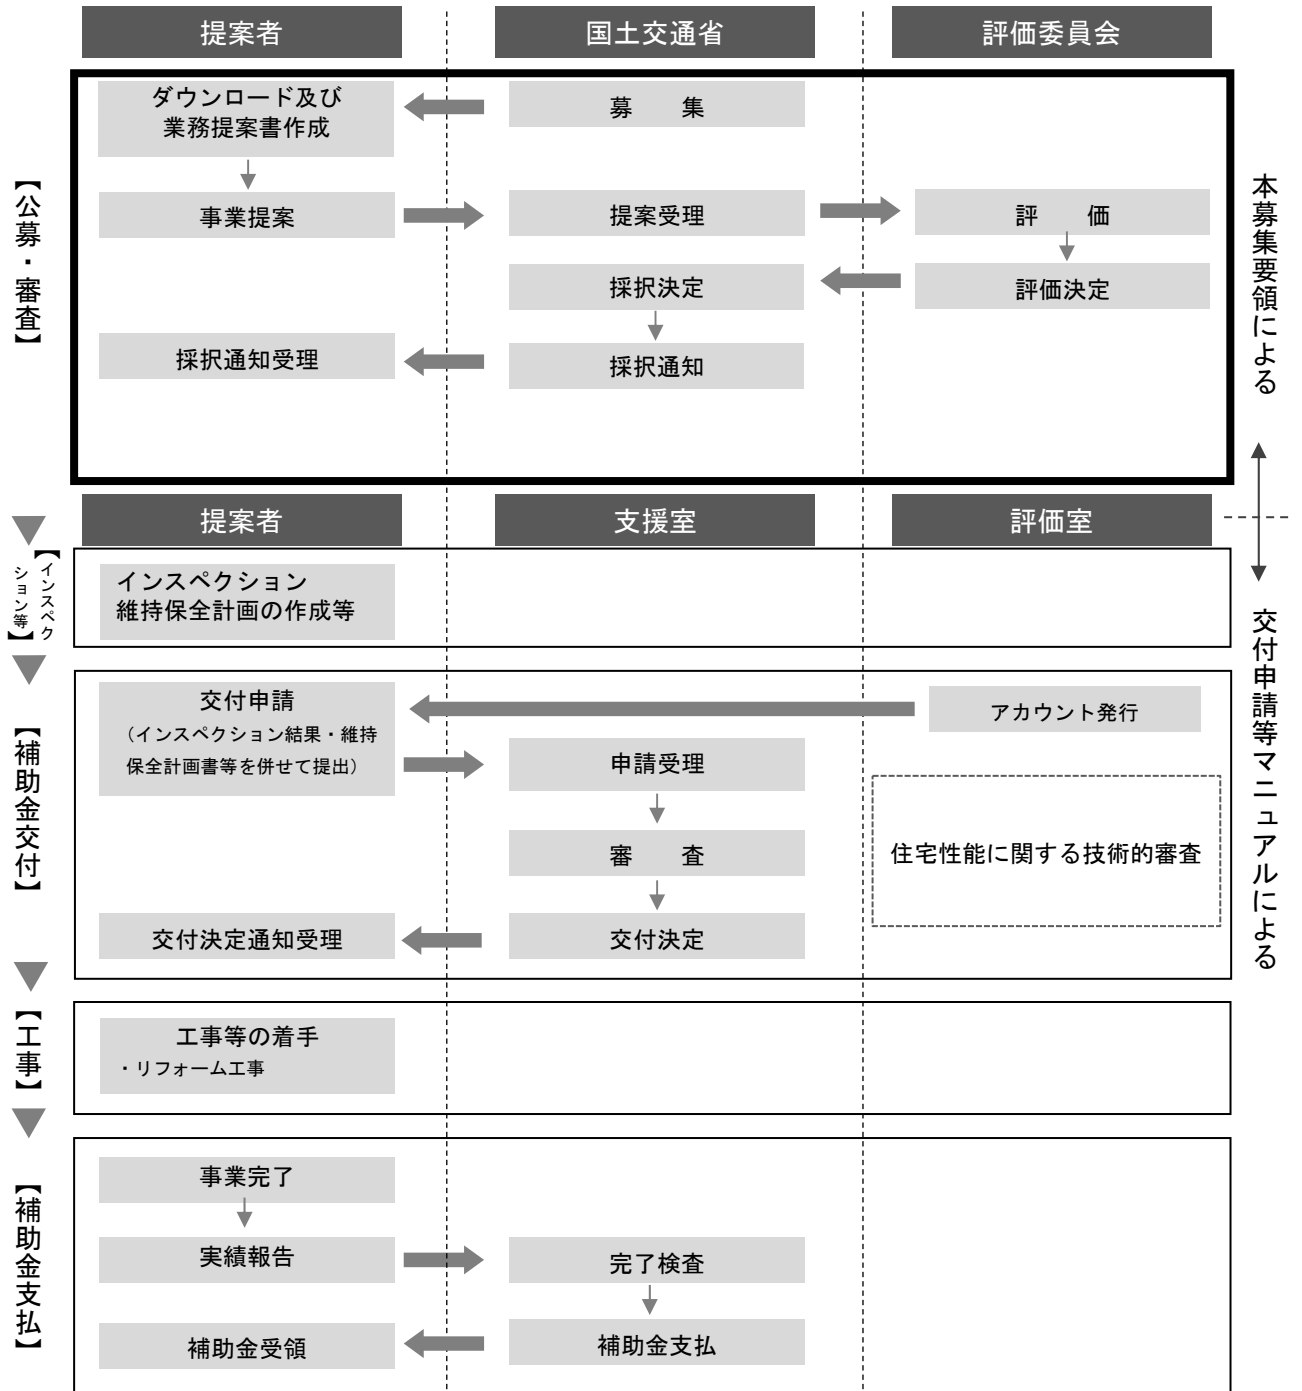 提案者
国土交通省
評価委員会
【公募・審査】
ダウンロード及び
業務提案書作成
募　　集
事業提案
提案受理
評　　価
採択決定
評価決定
採択通知受理
採択通知
本募集要領による
提案者
支援室
評価室
【インスペク
ション等】
インスペクション
維持保全計画の作成等
【補助金交付】
交付申請
（インスペクション結果・維持
保全計画書等を併せて提出）
アカウント発行
申請受理
審　　査
住宅性能に関する技術的審査
交付決定通知受理
交付決定
交付申請等マニュアルによる
【工事】
工事等の着手
・リフォーム工事
【補助金支払】
事業完了
実績報告
完了検査
補助金受領
補助金支払